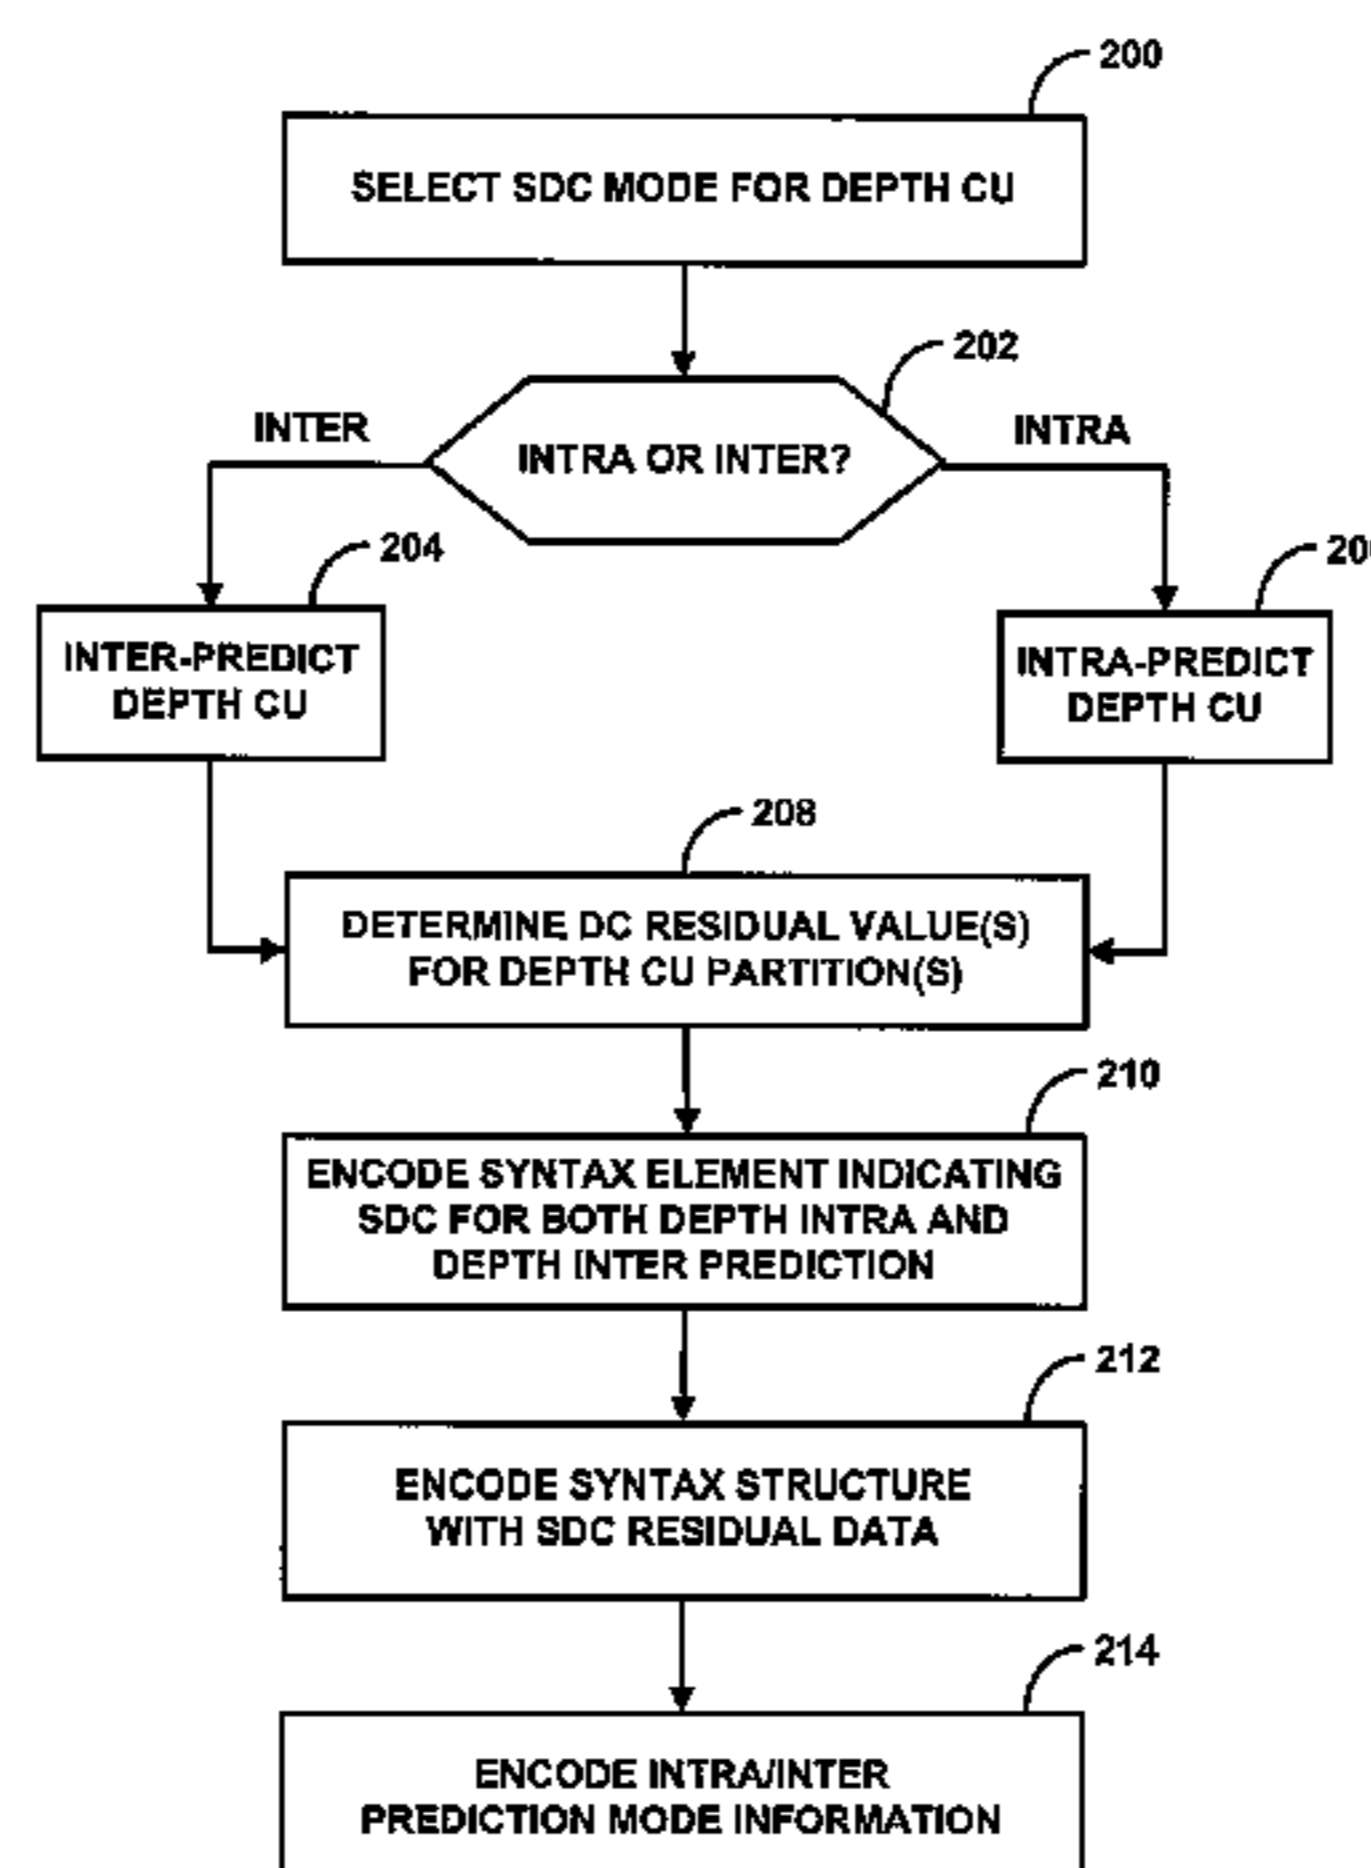 200
SELECT SDC MODE FOR DEPTH CU
202
INTER
INTRA OR INTER?
INTRA
204
INTER-PREDICT
DEPTH CU
INTRA-PREDICT
DEPTH CU
208
DETERMINE DC RESIDUAL VALUE(S)
FOR DEPTH CU PARTITION(S)
210
ENCODE SYNTAX ELEMENT INDICATING
SDC FOR BOTH DEPTH INTRA AND
DEPTH INTER PREDICTION
212
ENCODE SYNTAX STRUCTURE
WITH SDC RESIDUAL DATA
214
ENCODE INTRA/INTER
PREDICTION MODE INFORMATION